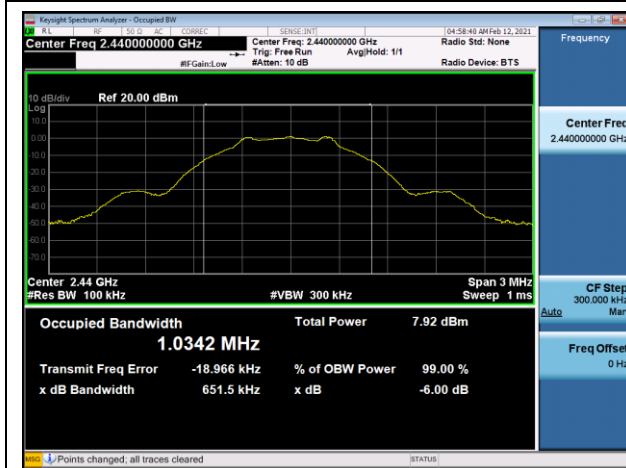 Keysight Spectrum Analyzer - Occupied BW
RL RF 50 Ω AC CORREC SENSE:INT 04:58:40 AM Feb 12, 2021
Center Freq 2.440000000 GHz
Center Freq: 2.440000000 GHz
Radio Std: None
Trig: Free Run Avg|Hold: 1/1
#IFGain:Low #Atten: 10 dB Radio Device: BTS
Frequency
10 dB/div Ref 20.00 dBm
Log
10.0
0.00
-10.0
-20.0
-30.0
-40.0
-50.0
-60.0
-70.0
Center 2.44 GHz Span 3 MHz
#Res BW 100 kHz #VBW 300 kHz Sweep 1 ms
Occupied Bandwidth Total Power 7.92 dBm
1.0342 MHz
Transmit Freq Error -18.966 kHz % of OBW Power 99.00 %
x dB Bandwidth 651.5 kHz x dB -6.00 dB
Center Freq
2.440000000 GHz
CF Step
300.000 kHz
Auto Man
Freq Offset
0 Hz
MSG Points changed; all traces cleared STATUS